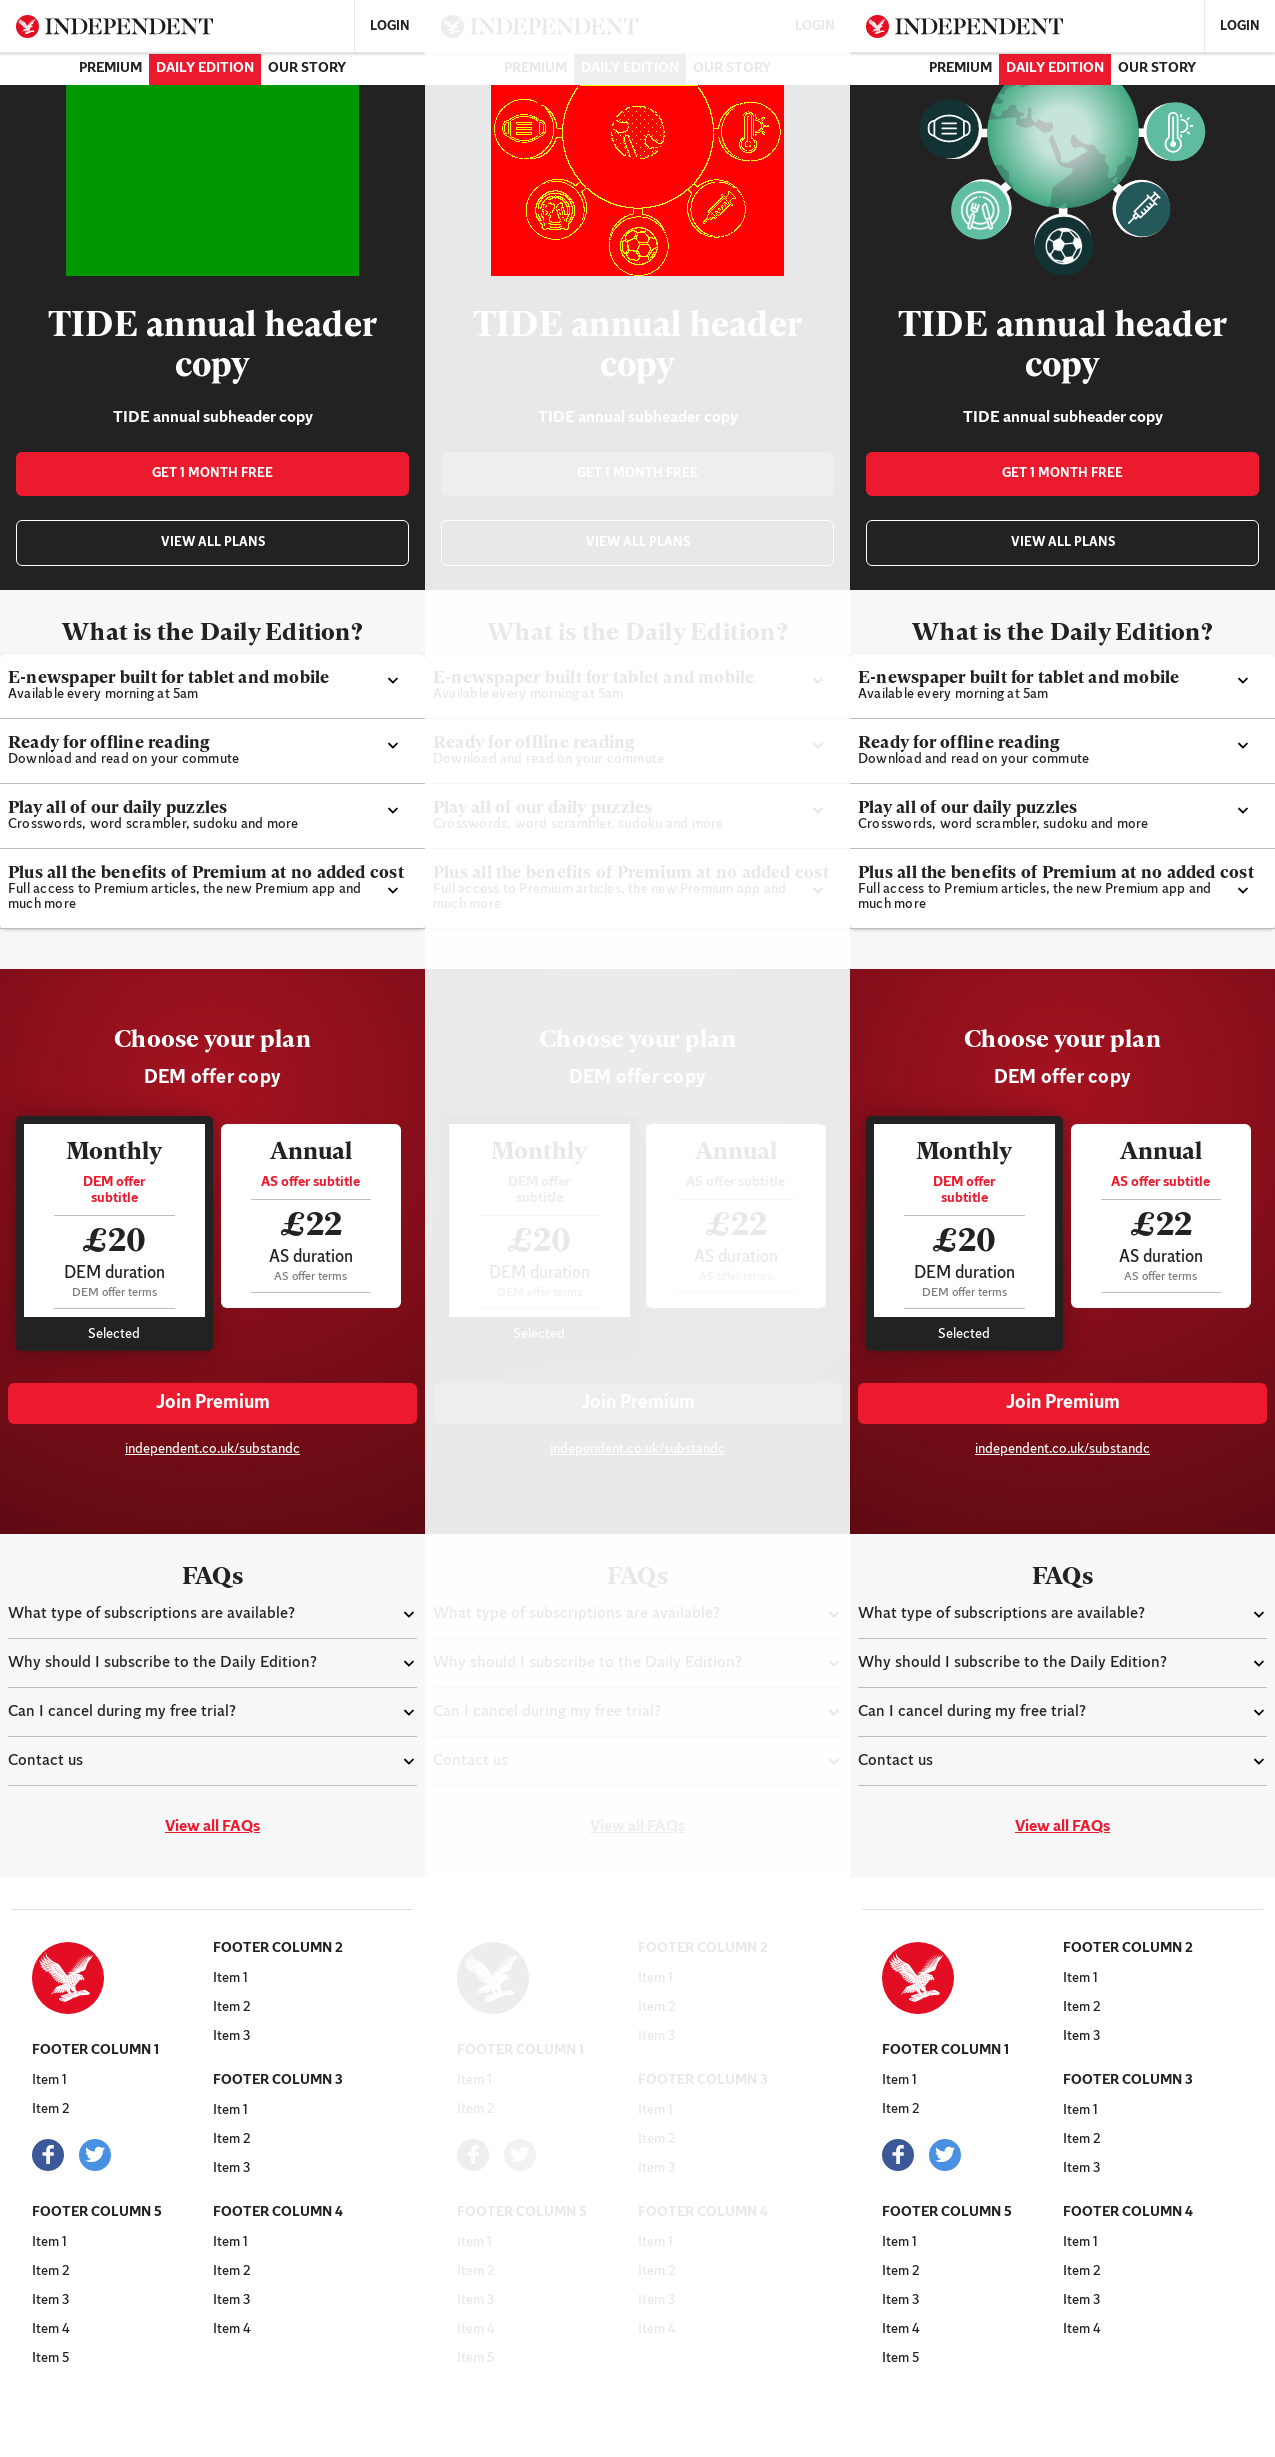 INDEPENDENT
LOGIN
PREMIUM DAILY EDITION OUR STORY
TIDE annual header
copy
TIDE annual subheader copy
GET 1 MONTH FREE
VIEW ALL PLANS
What is the Daily Edition?
E-newspaper built for tablet and mobile
Available every morning at 5am
Ready for offline reading
Download and read on your commute
Play all of our daily puzzles
Crosswords, word scrambler, sudoku and more
Plus all the benefits of Premium at no added cost
Full access to Premium articles, the new Premium app and
much more
Choose your plan
DEM offer copy
Monthly
DEM offer
subtitle
£20
DEM duration
DEM offer terms
Selected
Annual
AS offer subtitle
£22
AS duration
AS offer terms
Join Premium
independent.co.uk/substandc
FAQs
What type of subscriptions are available?
Why should I subscribe to the Daily Edition?
Can I cancel during my free trial?
Contact us
View all FAQs
FOOTER COLUMN 1
Item 1
Item 2
FOOTER COLUMN 5
Item 1
Item 2
Item 3
Item 4
Item 5
FOOTER COLUMN 2
Item 1
Item 2
Item 3
FOOTER COLUMN 3
Item 1
Item 2
Item 3
FOOTER COLUMN 4
Item 1
Item 2
Item 3
Item 4
INDEPENDENT
LOGIN
PREMIUM DAILY EDITION OUR STORY
TIDE annual header
copy
TIDE annual subheader copy
GET 1 MONTH FREE
VIEW ALL PLANS
What is the Daily Edition?
E-newspaper built for tablet and mobile
Available every morning at 5am
Ready for offline reading
Download and read on your commute
Play all of our daily puzzles
Crosswords, word scrambler, sudoku and more
Plus all the benefits of Premium at no added cost
Full access to Premium articles, the new Premium app and
much more
Choose your plan
DEM offer copy
Monthly
DEM offer
subtitle
£20
DEM duration
DEM offer terms
Selected
Annual
AS offer subtitle
£22
AS duration
AS offer terms
Join Premium
independent.co.uk/substandc
FAQs
What type of subscriptions are available?
Why should I subscribe to the Daily Edition?
Can I cancel during my free trial?
Contact us
View all FAQs
FOOTER COLUMN 1
Item 1
Item 2
FOOTER COLUMN 5
Item 1
Item 2
Item 3
Item 4
Item 5
FOOTER COLUMN 2
Item 1
Item 2
Item 3
FOOTER COLUMN 3
Item 1
Item 2
Item 3
FOOTER COLUMN 4
Item 1
Item 2
Item 3
Item 4
INDEPENDENT
LOGIN
PREMIUM DAILY EDITION OUR STORY
TIDE annual header
copy
TIDE annual subheader copy
GET 1 MONTH FREE
VIEW ALL PLANS
What is the Daily Edition?
E-newspaper built for tablet and mobile
Available every morning at 5am
Ready for offline reading
Download and read on your commute
Play all of our daily puzzles
Crosswords, word scrambler, sudoku and more
Plus all the benefits of Premium at no added cost
Full access to Premium articles, the new Premium app and
much more
Choose your plan
DEM offer copy
Monthly
DEM offer
subtitle
£20
DEM duration
DEM offer terms
Selected
Annual
AS offer subtitle
£22
AS duration
AS offer terms
Join Premium
independent.co.uk/substandc
FAQs
What type of subscriptions are available?
Why should I subscribe to the Daily Edition?
Can I cancel during my free trial?
Contact us
View all FAQs
FOOTER COLUMN 1
Item 1
Item 2
FOOTER COLUMN 5
Item 1
Item 2
Item 3
Item 4
Item 5
FOOTER COLUMN 2
Item 1
Item 2
Item 3
FOOTER COLUMN 3
Item 1
Item 2
Item 3
FOOTER COLUMN 4
Item 1
Item 2
Item 3
Item 4